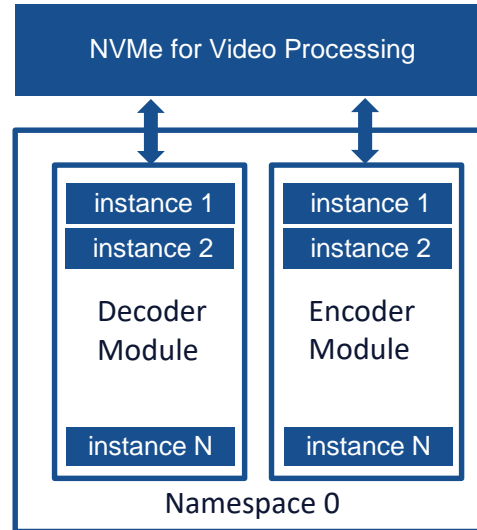 NVMe for Video Processing
instance 1
instance 2
Decoder
Module
instance N
instance 1
instance 2
Encoder
Module
instance N
Namespace 0